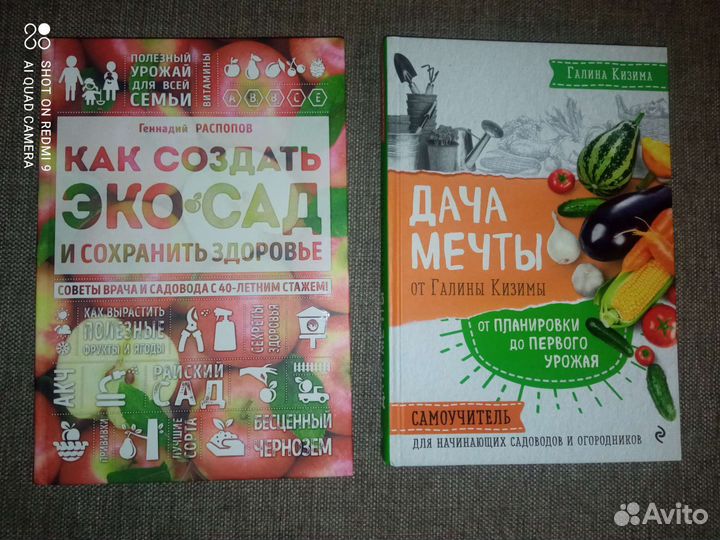 SHOT ON REDMI 9
AI QUAD CAMERA
ПОЛЕЗНЫЙ
УРОЖАЙ
ДЛЯ ВСЕЙ
СЕМЬИ
ВИТАМИНЫ
A B B C E
Геннадий РАСПОПОВ
КАК СОЗДАТЬ
ЭКО САД
И СОХРАНИТЬ ЗДОРОВЬЕ
СОВЕТЫ ВРАЧА И САДОВОДА С 40-ЛЕТНИМ СТАЖЕМ!
КАК ВЫРАСТИТЬ
ПОЛЕЗНЫЕ
ФРУКТЫ И ЯГОДЫ
СЕКРЕТЫ
ЗДОРОВЬЯ
АКЧ
РАЙСКИЙ
САД
ПРИВИВКИ
ЛУЧШИЕ
СОРТА
БЕСЦЕННЫЙ
ЧЕРНОЗЕМ
ГАЛИНА КИЗИМА
ДАЧА
МЕЧТЫ
от Галины Кизимы
от ПЛАНИРОВКИ
до ПЕРВОГО
УРОЖАЯ
САМОУЧИТЕЛЬ
ДЛЯ НАЧИНАЮЩИХ САДОВОДОВ И ОГОРОДНИКОВ
Avito